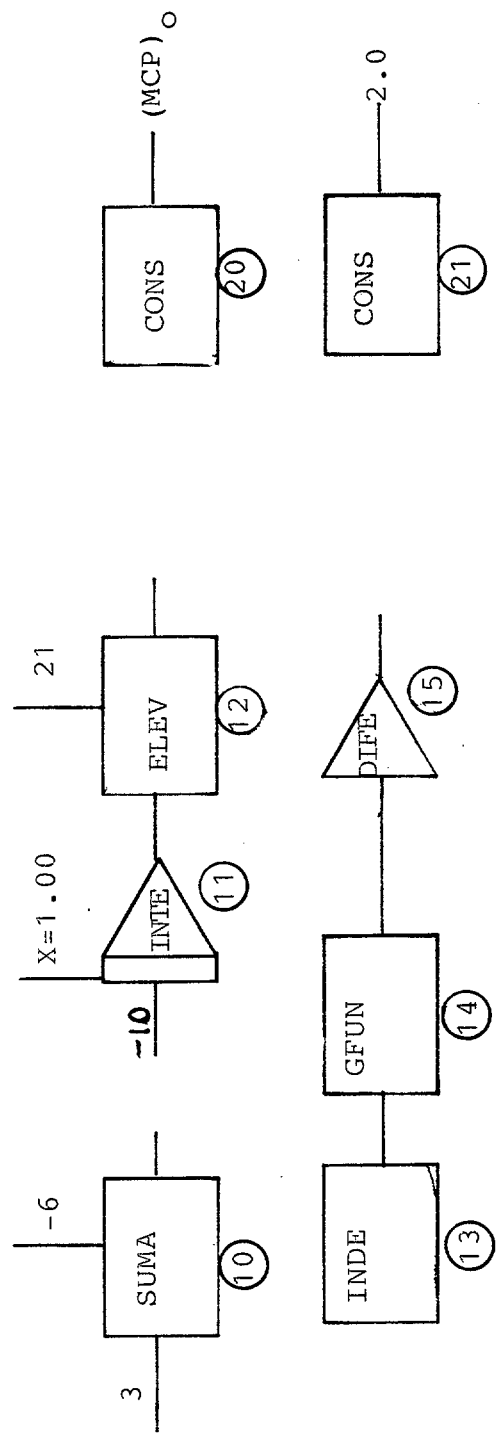 3
-6
SUMA
10
-10
X=1.00
INTE
11
21
ELEV
12
CONS
(MCP)o
20
INDE
13
GFUN
14
DIFE
15
CONS
2.0
21